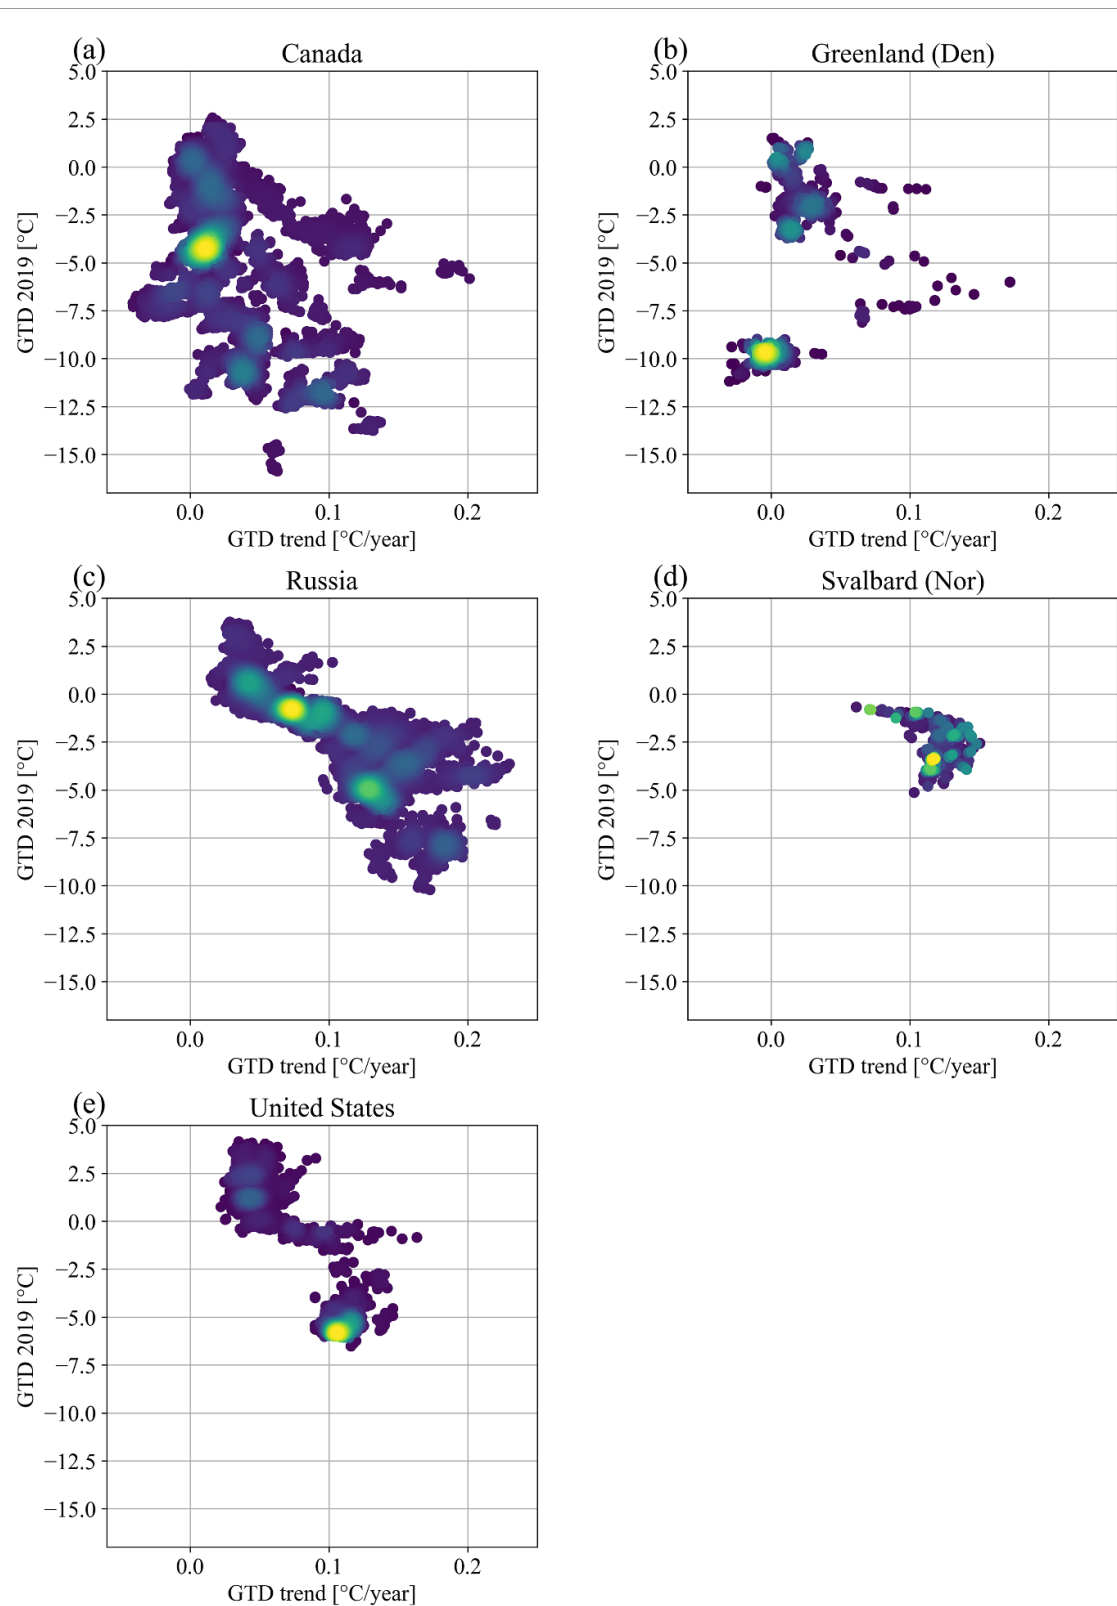 (a)
Canada
5.0
2.5
0.0
−2.5
−5.0
−7.5
−10.0
−12.5
−15.0
GTD 2019 [°C]
0.0 0.1 0.2
GTD trend [°C/year]
(b)
Greenland (Den)
5.0
2.5
0.0
−2.5
−5.0
−7.5
−10.0
−12.5
−15.0
GTD 2019 [°C]
0.0 0.1 0.2
GTD trend [°C/year]
(c)
Russia
5.0
2.5
0.0
−2.5
−5.0
−7.5
−10.0
−12.5
−15.0
GTD 2019 [°C]
0.0 0.1 0.2
GTD trend [°C/year]
(d)
Svalbard (Nor)
5.0
2.5
0.0
−2.5
−5.0
−7.5
−10.0
−12.5
−15.0
GTD 2019 [°C]
0.0 0.1 0.2
GTD trend [°C/year]
(e)
United States
5.0
2.5
0.0
−2.5
−5.0
−7.5
−10.0
−12.5
−15.0
GTD 2019 [°C]
0.0 0.1 0.2
GTD trend [°C/year]